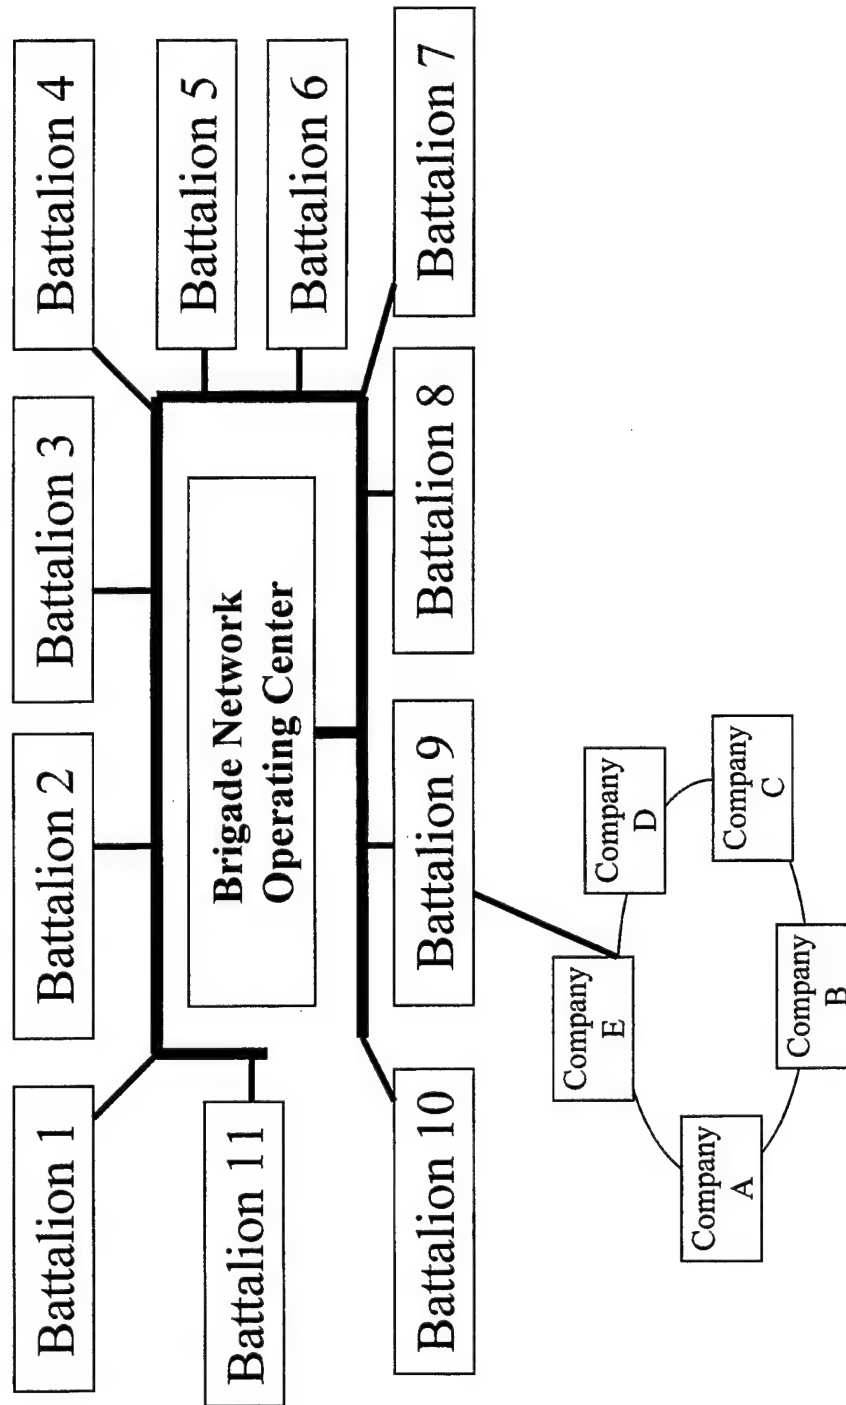 Battalion 1
Battalion 2
Battalion 3
Battalion 4
Battalion 11
Battalion 5
Battalion 6
Brigade Network
Operating Center
Battalion 10
Battalion 9
Battalion 8
Battalion 7
Company
E
Company
D
Company
A
Company
C
Company
B